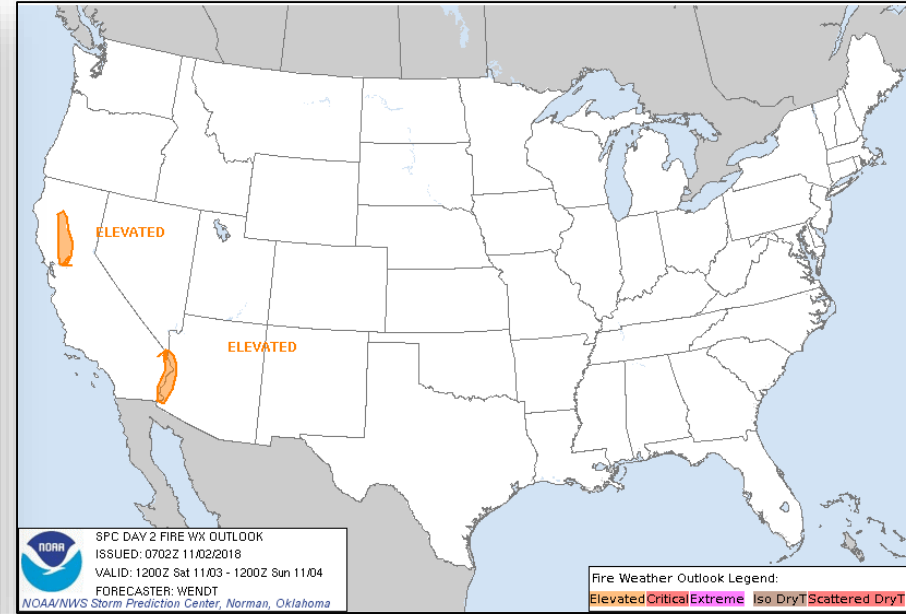 ELEVATED
ELEVATED
NOAA
SPC DAY 2 FIRE WX OUTLOOK
ISSUED: 0702Z 11/02/2018
VALID: 1200Z Sat 11/03 - 1200Z Sun 11/04
FORECASTER: WENDT
NOAA/NWS Storm Prediction Center, Norman, Oklahoma
Fire Weather Outlook Legend:
Elevated Critical Extreme Iso DryT Scattered DryT